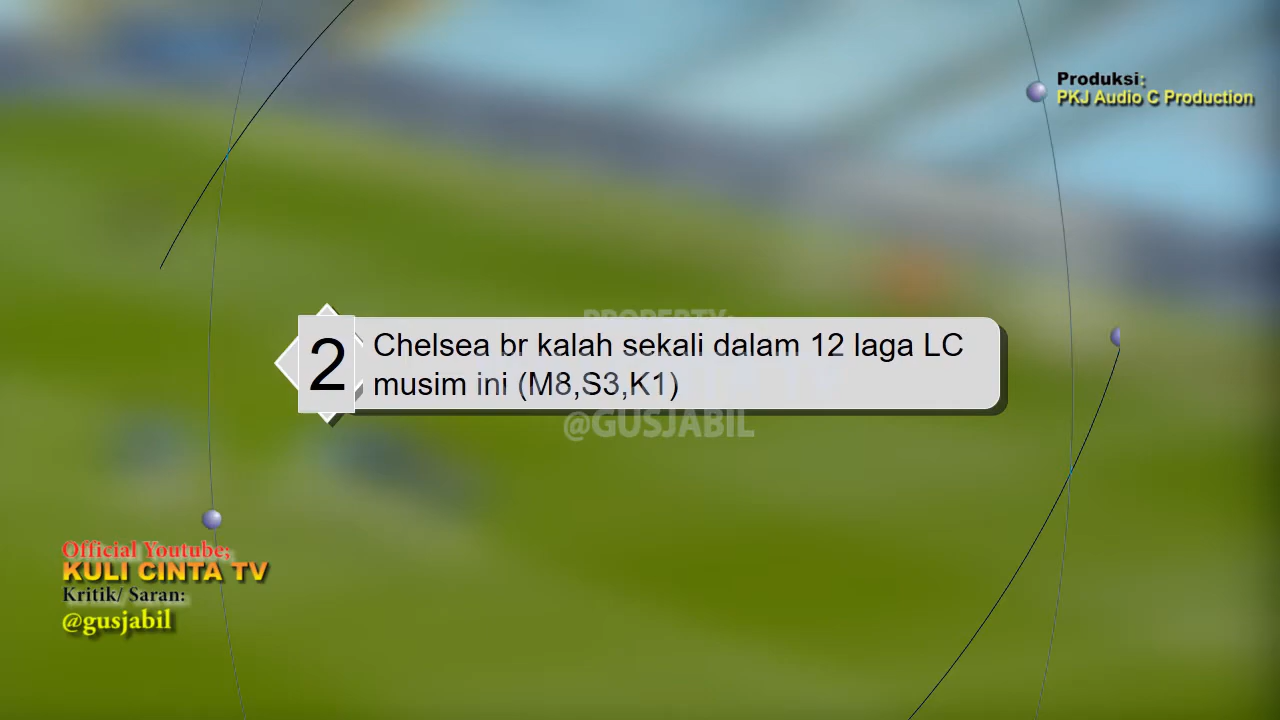 Produksi:
PKJ Audio C Production
PROPERTY:
2
Chelsea br kalah sekali dalam 12 laga LC
musim ini (M8,S3,K1)
@GUSJABIL
Official Youtube;
KULI CINTA TV
Kritik/ Saran:
@gusjabil